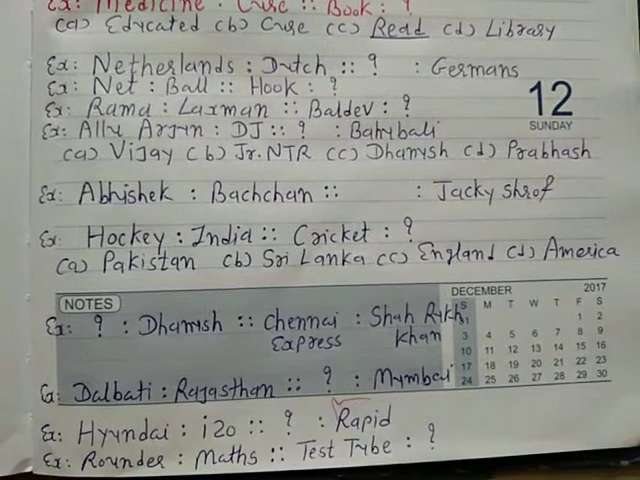 Ex: Medicine : Cure :: Book : ?
(a) Educated (b) Cure (c) Read (d) Library
Ex: Netherlands : Dutch :: ? : Germans
Ex: Net : Ball :: Hook : ?
Ex: Rama : Laxman :: Baldev : ?
Ex: Allu Arjun : DJ :: ? : Bahubali
(a) Vijay (b) Jr. NTR (c) Dhanush (d) Prabhash
12
SUNDAY
Ex: Abhishek : Bachchan :: : Jacky shrof
Ex: Hockey : India :: Cricket : ?
(a) Pakistan (b) Sri Lanka (c) England (d) America
NOTES
Ex: ? : Dhanush :: Chennai Express : Shah Rukh Khan
DECEMBER 2017
S M T W T F S
31 1 2
3 4 5 6 7 8 9
10 11 12 13 14 15 16
17 18 19 20 21 22 23
24 25 26 27 28 29 30
Ex: Dalbati : Rajasthan :: ? : Mumbai
Ex: Hyundai : i20 :: ? : Rapid
Ex: Rounder : Maths :: Test Tube : ?